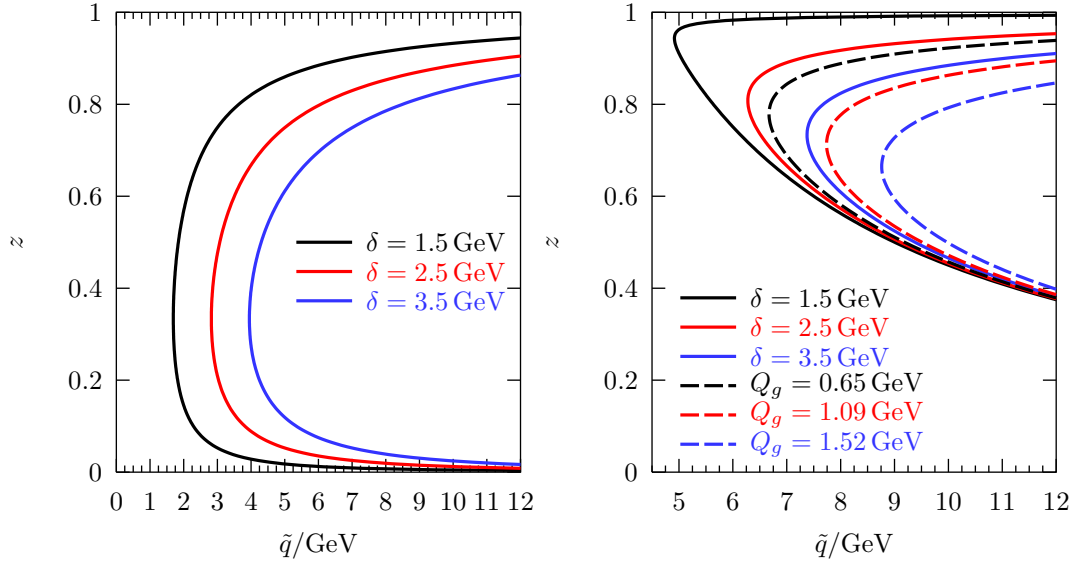 1
0.8
0.6
0.4
0.2
0
z
0 1 2 3 4 5 6 7 8 9 10 11 12
q̃/GeV
δ = 1.5 GeV
δ = 2.5 GeV
δ = 3.5 GeV
1
0.8
0.6
0.4
0.2
0
z
5 6 7 8 9 10 11 12
q̃/GeV
δ = 1.5 GeV
δ = 2.5 GeV
δ = 3.5 GeV
Q_g = 0.65 GeV
Q_g = 1.09 GeV
Q_g = 1.52 GeV